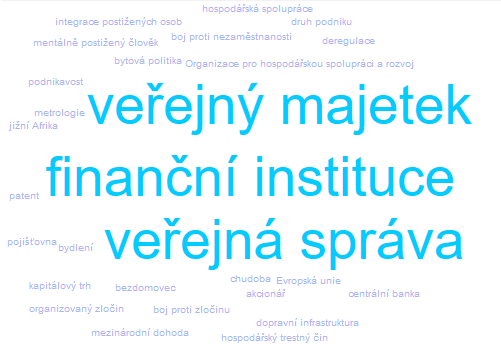 hospodářská spolupráce
integrace postižených osob
druh podniku
mentálně postižený člověk
boj proti nezaměstnanosti
deregulace
bytová politika
Organizace pro hospodářskou spolupráci a rozvoj
podnikavost
veřejný majetek
metrologie
jižní Afrika
finanční instituce
patent
veřejná správa
pojišťovna
bydlení
chudoba
Evropská unie
kapitálový trh
bezdomovec
akcionář
centrální banka
organizovaný zločin
boj proti zločinu
dopravní infrastruktura
mezinárodní dohoda
hospodářský trestný čin